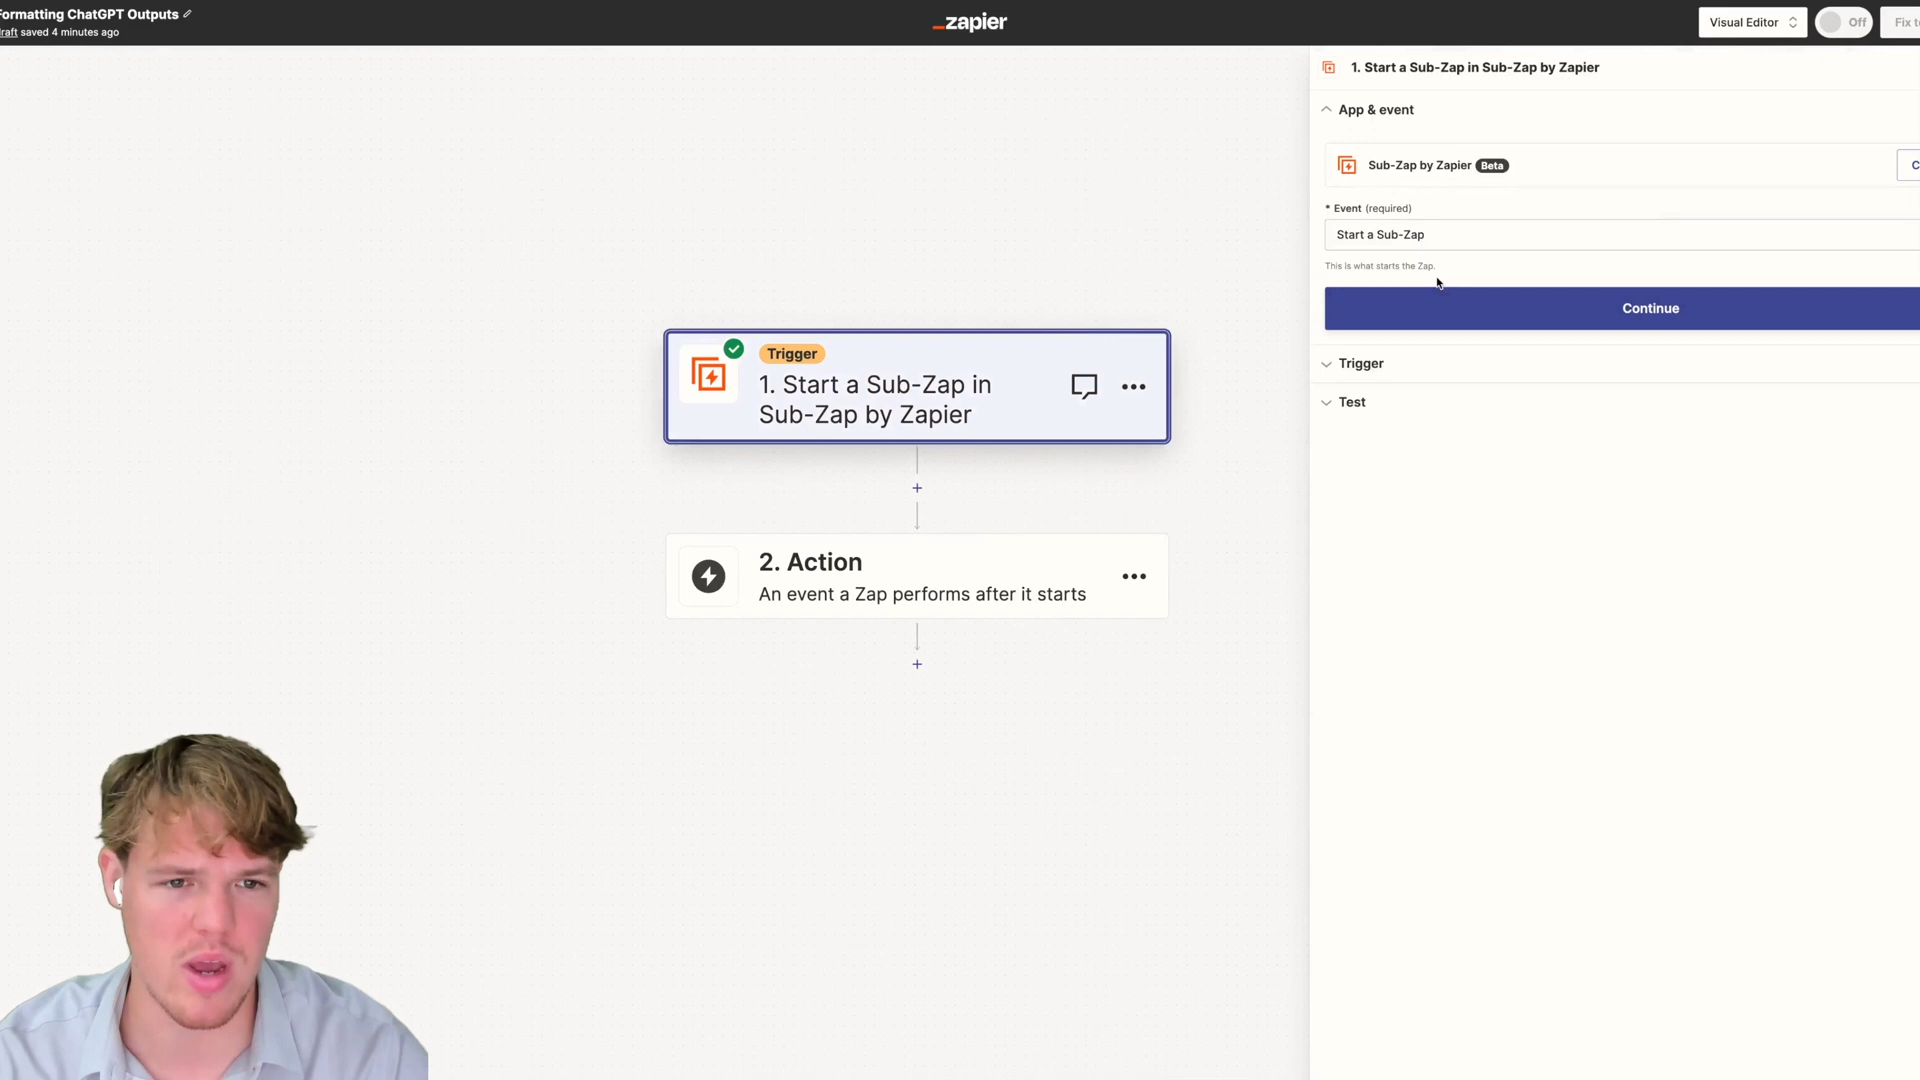 Formatting ChatGPT Outputs
draft saved 4 minutes ago
_zapier
Visual Editor
Off
Fix
1. Start a Sub-Zap in Sub-Zap by Zapier
App & event
Sub-Zap by Zapier Beta
C
* Event (required)
Start a Sub-Zap
This is what starts the Zap.
Continue
Trigger
Test
Trigger
1. Start a Sub-Zap in
Sub-Zap by Zapier
2. Action
An event a Zap performs after it starts